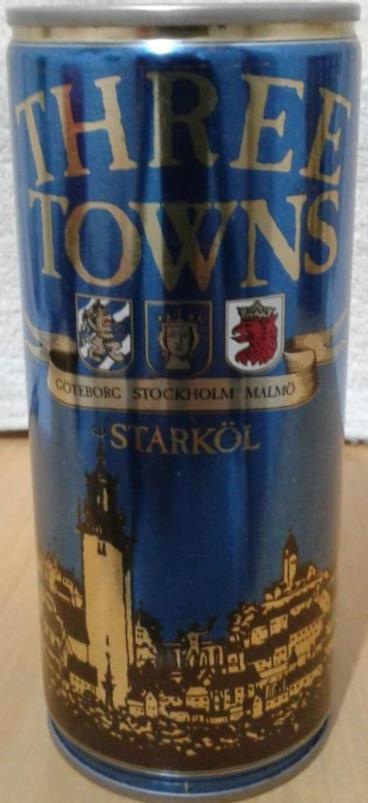 THREE
TOWNS
GÖTEBORG STOCKHOLM MALMÖ
STARKÖL